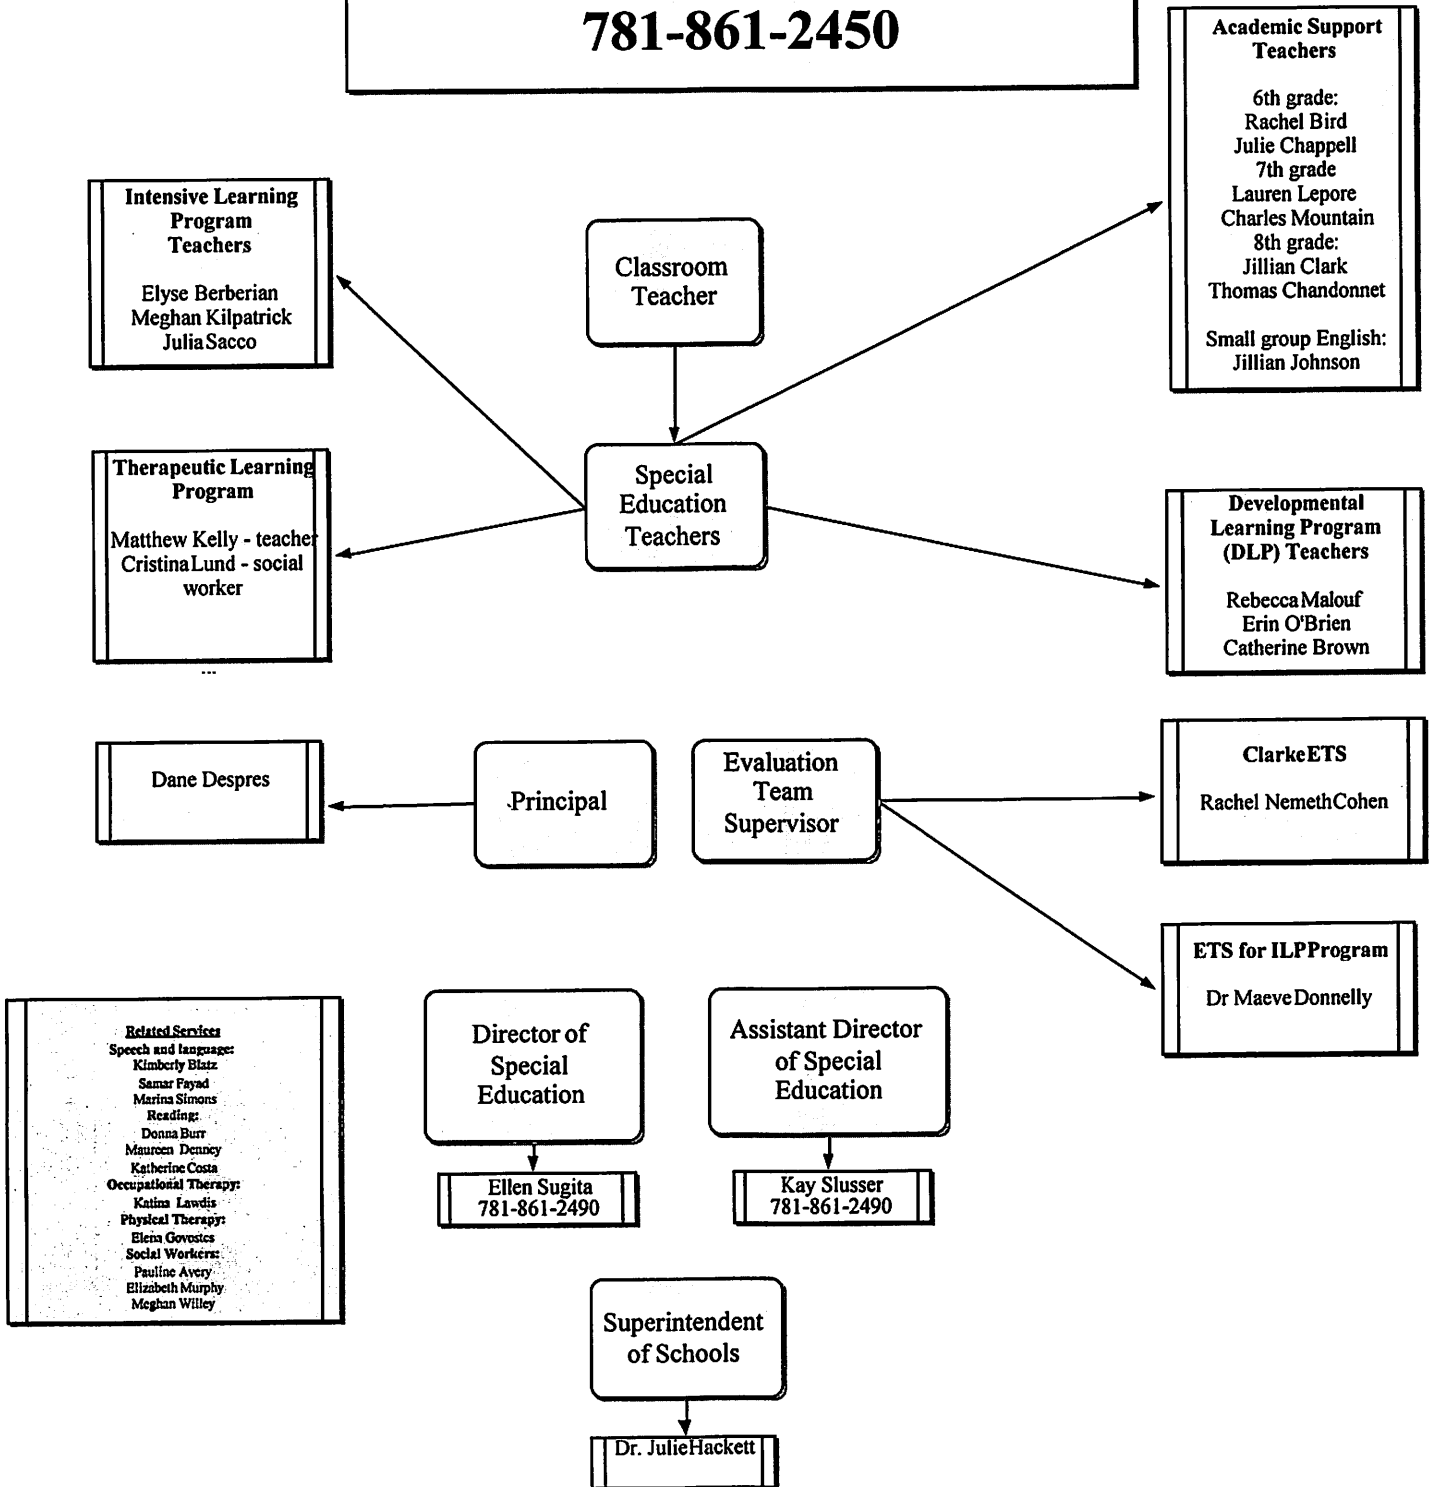 781-861-2450
Academic Support
Teachers
6th grade:
Rachel Bird
Julie Chappell
7th grade
Lauren Lepore
Charles Mountain
8th grade:
Jillian Clark
Thomas Chandonnet
Small group English:
Jillian Johnson
Intensive Learning
Program
Teachers
Elyse Berberian
Meghan Kilpatrick
Julia Sacco
Classroom
Teacher
Therapeutic Learning
Program
Matthew Kelly - teacher
Cristina Lund - social
worker
...
Special
Education
Teachers
Developmental
Learning Program
(DLP) Teachers
Rebecca Malouf
Erin O'Brien
Catherine Brown
Dane Despres
Principal
Evaluation
Team
Supervisor
Clarke ETS
Rachel Nemeth Cohen
ETS for ILP Program
Dr Maeve Donnelly
Related Services
Speech and language:
Kimberly Blatz
Samar Fayad
Marina Simons
Reading:
Donna Burr
Maureen Denney
Katherine Costa
Occupational Therapy:
Katina Lawdis
Physical Therapy:
Elena Govostes
Social Workers:
Pauline Avery
Elizabeth Murphy
Meghan Willey
Director of
Special
Education
Ellen Sugita
781-861-2490
Assistant Director
of Special
Education
Kay Slusser
781-861-2490
Superintendent
of Schools
Dr. Julie Hackett